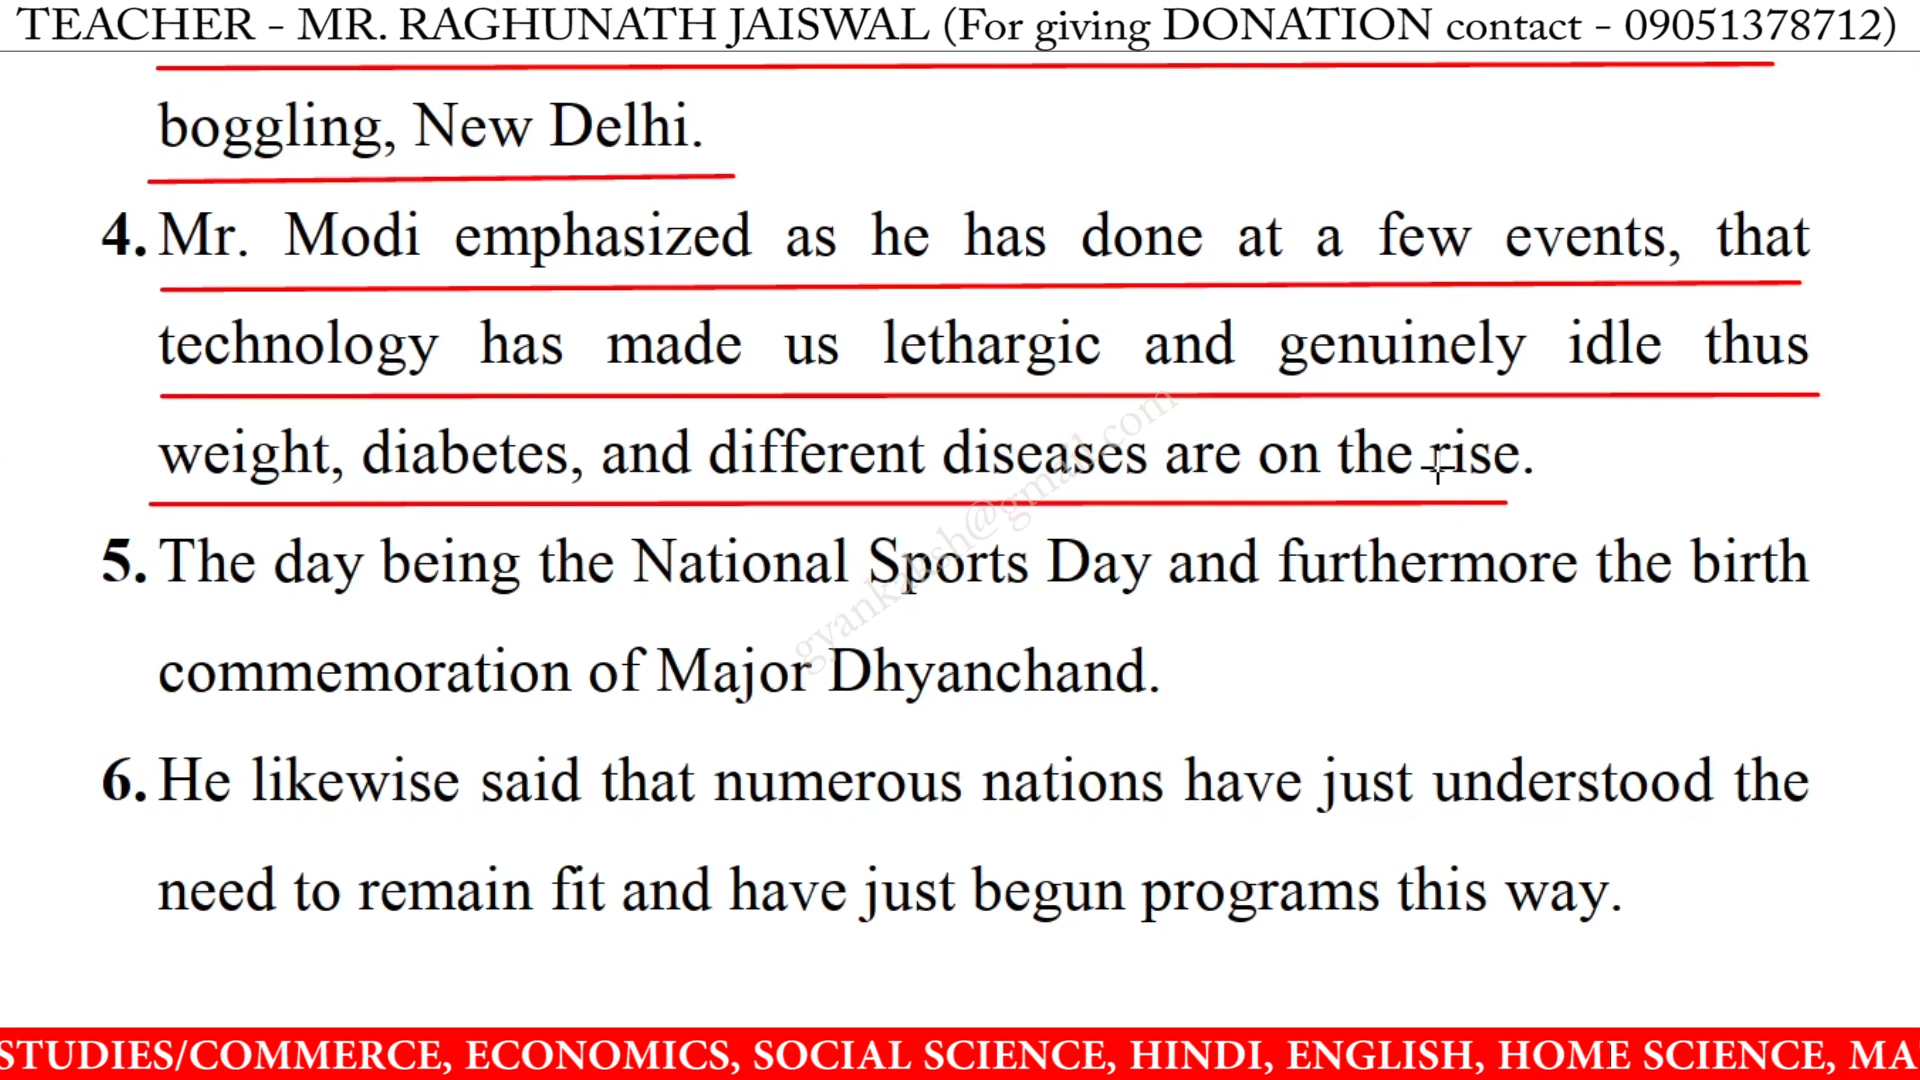 TEACHER - MR. RAGHUNATH JAISWAL (For giving DONATION contact - 09051378712)
boggling, New Delhi.
4. Mr. Modi emphasized as he has done at a few events, that
technology has made us lethargic and genuinely idle thus
weight, diabetes, and different diseases are on the rise.
gyankaksh@gmail.com
5. The day being the National Sports Day and furthermore the birth
commemoration of Major Dhyanchand.
6. He likewise said that numerous nations have just understood the
need to remain fit and have just begun programs this way.
STUDIES/COMMERCE, ECONOMICS, SOCIAL SCIENCE, HINDI, ENGLISH, HOME SCIENCE, MA